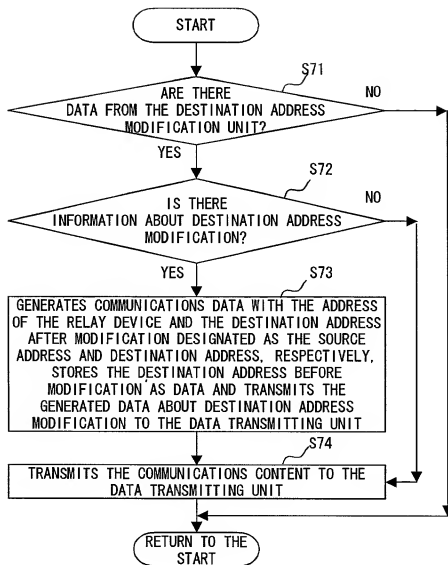 START
S71
ARE THERE
DATA FROM THE DESTINATION ADDRESS
MODIFICATION UNIT?
NO
YES
S72
IS THERE
INFORMATION ABOUT DESTINATION ADDRESS
MODIFICATION?
NO
YES
S73
GENERATES COMMUNICATIONS DATA WITH THE ADDRESS
OF THE RELAY DEVICE AND THE DESTINATION ADDRESS
AFTER MODIFICATION DESIGNATED AS THE SOURCE
ADDRESS AND DESTINATION ADDRESS, RESPECTIVELY,
STORES THE DESTINATION ADDRESS BEFORE
MODIFICATION AS DATA AND TRANSMITS THE
GENERATED DATA ABOUT DESTINATION ADDRESS
MODIFICATION TO THE DATA TRANSMITTING UNIT
S74
TRANSMITS THE COMMUNICATIONS CONTENT TO THE
DATA TRANSMITTING UNIT
RETURN TO THE
START